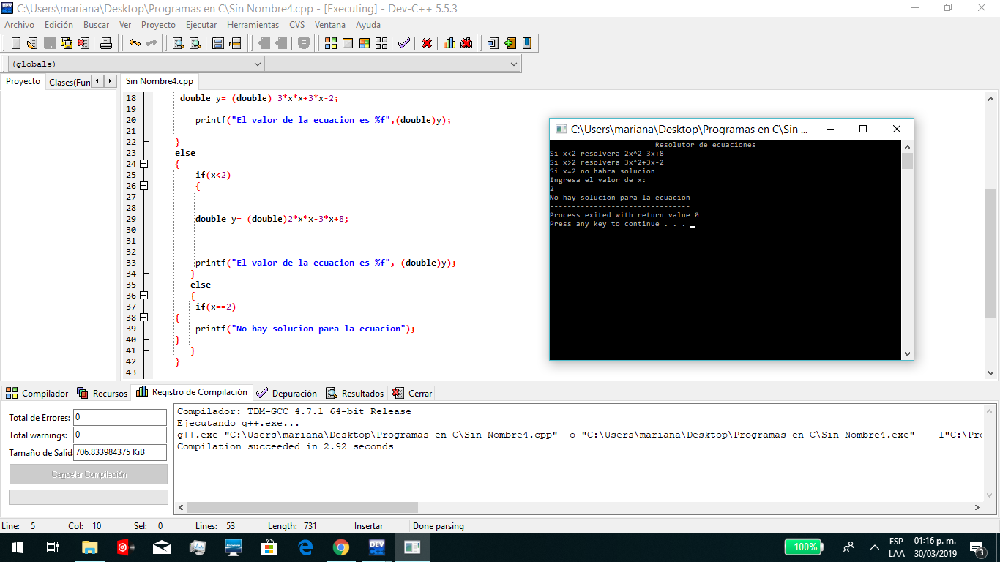 C:\Users\mariana\Desktop\Programas en C\Sin Nombre4.cpp - [Executing] - Dev-C++ 5.5.3
Archivo Edición Buscar Ver Proyecto Ejecutar Herramientas CVS Ventana Ayuda
(globals)
Proyecto Clases(Fun Sin Nombre4.cpp
18 double y= (double) 3*x*x+3*x-2;
19
20 printf("El valor de la ecuacion es %f",(double)y);
21
22 }
23 else
24 {
25 if(x<2)
26 {
27
28
29 double y= (double)2*x*x-3*x+8;
30
31
32
33 printf("El valor de la ecuacion es %f", (double)y);
34 }
35 else
36 {
37 if(x==2)
38 {
39 printf("No hay solucion para la ecuacion");
40 }
41 }
42 }
43
C:\Users\mariana\Desktop\Programas en C\Sin ...
Resolutor de ecuaciones
Si x<2 resolvera 2x^2-3x+8
Si x>2 resolvera 3x^2+3x-2
Si x=2 no habra solucion
Ingresa el valor de x:
2
No hay solucion para la ecuacion
--------------------------------
Process exited with return value 0
Press any key to continue . . .
Compilador Recursos Registro de Compilación Depuración Resultados Cerrar
Total de Errores: 0
Total warnings: 0
Tamaño de Salid 706.833984375 KiB
Cancelar Compilación
Compilador: TDM-GCC 4.7.1 64-bit Release
Ejecutando g++.exe...
g++.exe "C:\Users\mariana\Desktop\Programas en C\Sin Nombre4.cpp" -o "C:\Users\mariana\Desktop\Programas en C\Sin Nombre4.exe" -I"C:\Pro
Compilation succeeded in 2.92 seconds
Line: 5 Col: 10 Sel: 0 Lines: 53 Length: 731 Insertar Done parsing
DEV
100%
ESP
LAA
01:16 p. m.
30/03/2019
3